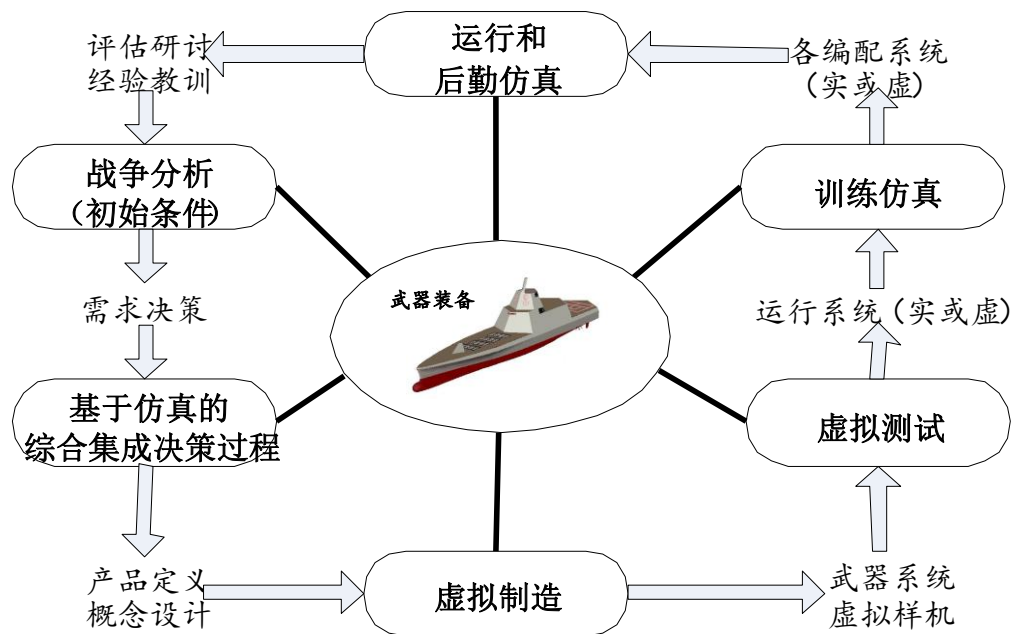 评估研讨
经验教训
运行和
后勤仿真
各编配系统
(实或虚)
战争分析
(初始条件)
训练仿真
武器装备
需求决策
运行系统(实或虚)
基于仿真的
综合集成决策过程
虚拟测试
产品定义
概念设计
虚拟制造
武器系统
虚拟样机